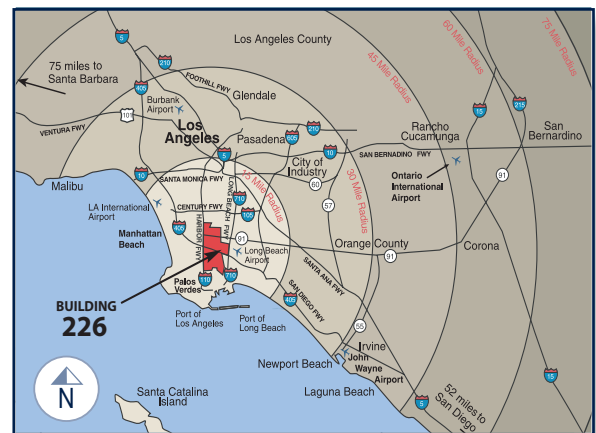 Los Angeles County
75 miles to
Santa Barbara
5
210
405
FOOTHILL FWY
Glendale
Burbank
Airport
101
VENTURA FWY
Los
Angeles
Pasadena
605
210
45 Mile Radius
60 Mile Radius
75 Mile Radius
15
215
Rancho
Cucamunga
San
Bernardino
5
10
SAN BERNADINO FWY
City of
Industry
60
57
91
Ontario
International
Airport
Malibu
10
SANTA MONICA FWY
LONG BEACH FWY
710
15 Mile Radius
30 Mile Radius
LA International
Airport
CENTURY FWY
105
HARBOR FWY
405
Manhattan
Beach
91
Long Beach
Airport
Orange County
91
Corona
SANTA ANA FWY
Palos
Verdes
110
710
SAN DIEGO FWY
405
BUILDING
226
Port of
Los Angeles
Port of
Long Beach
55
Irvine
John
Wayne
Airport
Newport Beach
Laguna Beach
15
5
52 miles to
San Diego
N
Santa Catalina
Island